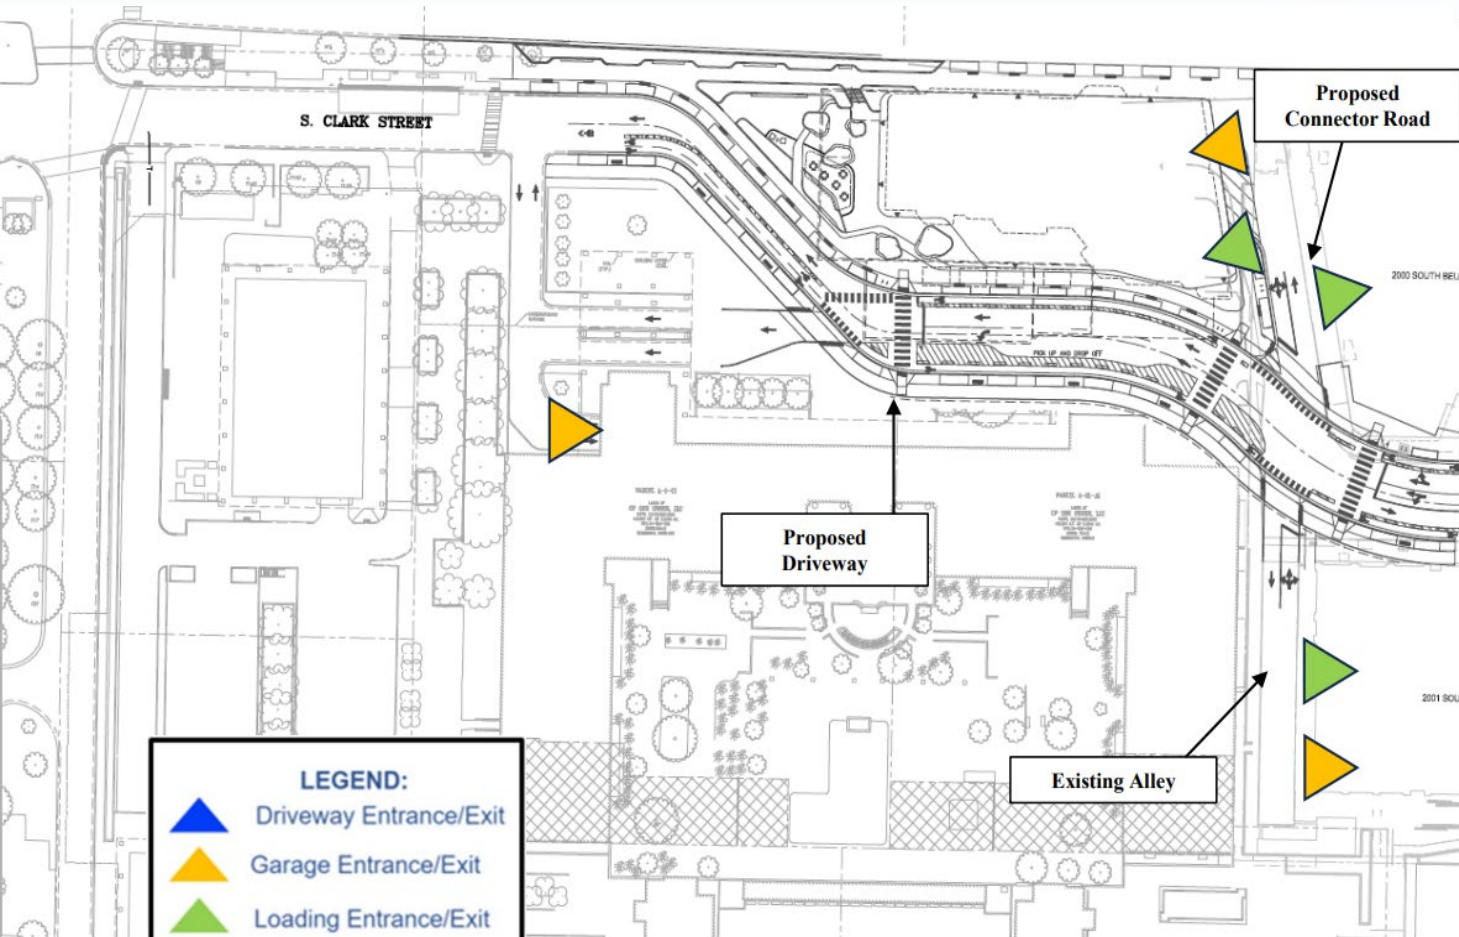 Proposed
Connector Road
S. CLARK STREET
2000 SOUTH BEL
PICK UP AND DROP OFF
Proposed
Driveway
2001 SOU
Existing Alley
LEGEND:
Driveway Entrance/Exit
Garage Entrance/Exit
Loading Entrance/Exit